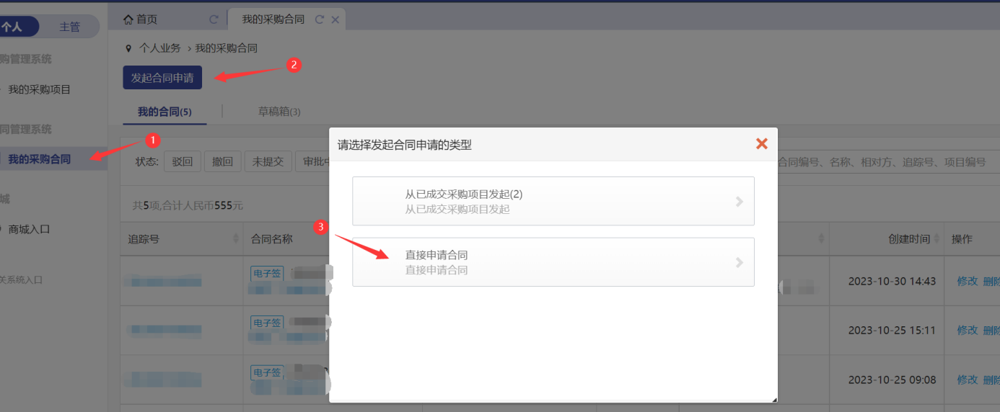 个人
主管
首页
我的采购合同
购管理系统
个人业务 › 我的采购合同
发起合同申请
2
我的采购项目
我的合同(5)
草稿箱(3)
同管理系统
1
我的采购合同
请选择发起合同申请的类型
状态:
驳回
撤回
未提交
审批中
合同编号、名称、相对方、追踪号、项目编号
从已成交采购项目发起(2)
从已成交采购项目发起
城
共5项,合计人民币555元
商城入口
3
追踪号
合同名称
创建时间
操作
直接申请合同
直接申请合同
关系统入口
电子签
2023-10-30 14:43
修改 删除
电子签
2023-10-25 15:11
修改 删除
电子签
2023-10-25 09:08
修改 删除